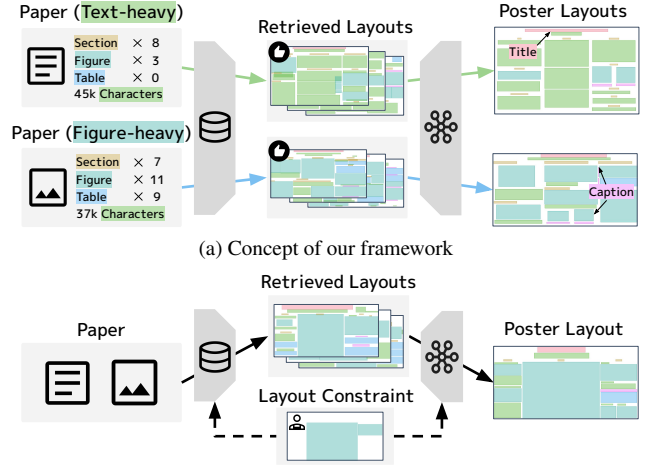 Paper (Text-heavy)
Section × 8
Figure × 3
Table × 0
45k Characters
Retrieved Layouts
Poster Layouts
Title
Paper (Figure-heavy)
Section × 7
Figure × 11
Table × 9
37k Characters
Caption
(a) Concept of our framework
Retrieved Layouts
Paper
Poster Layout
Layout Constraint